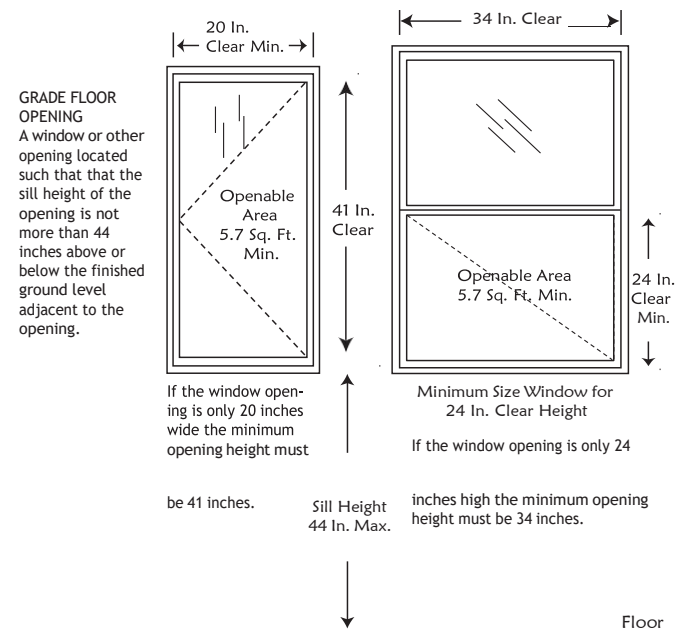 20 In.
Clear Min.
34 In. Clear
GRADE FLOOR
OPENING
A window or other
opening located
such that that the
sill height of the
opening is not
more than 44
inches above or
below the finished
ground level
adjacent to the
opening.
Openable
Area
5.7 Sq. Ft.
Min.
41 In.
Clear
Openable Area
5.7 Sq. Ft. Min.
24 In.
Clear
Min.
If the window open-
ing is only 20 inches
wide the minimum
opening height must
be 41 inches.
Minimum Size Window for
24 In. Clear Height
If the window opening is only 24
inches high the minimum opening
height must be 34 inches.
Sill Height
44 In. Max.
Floor